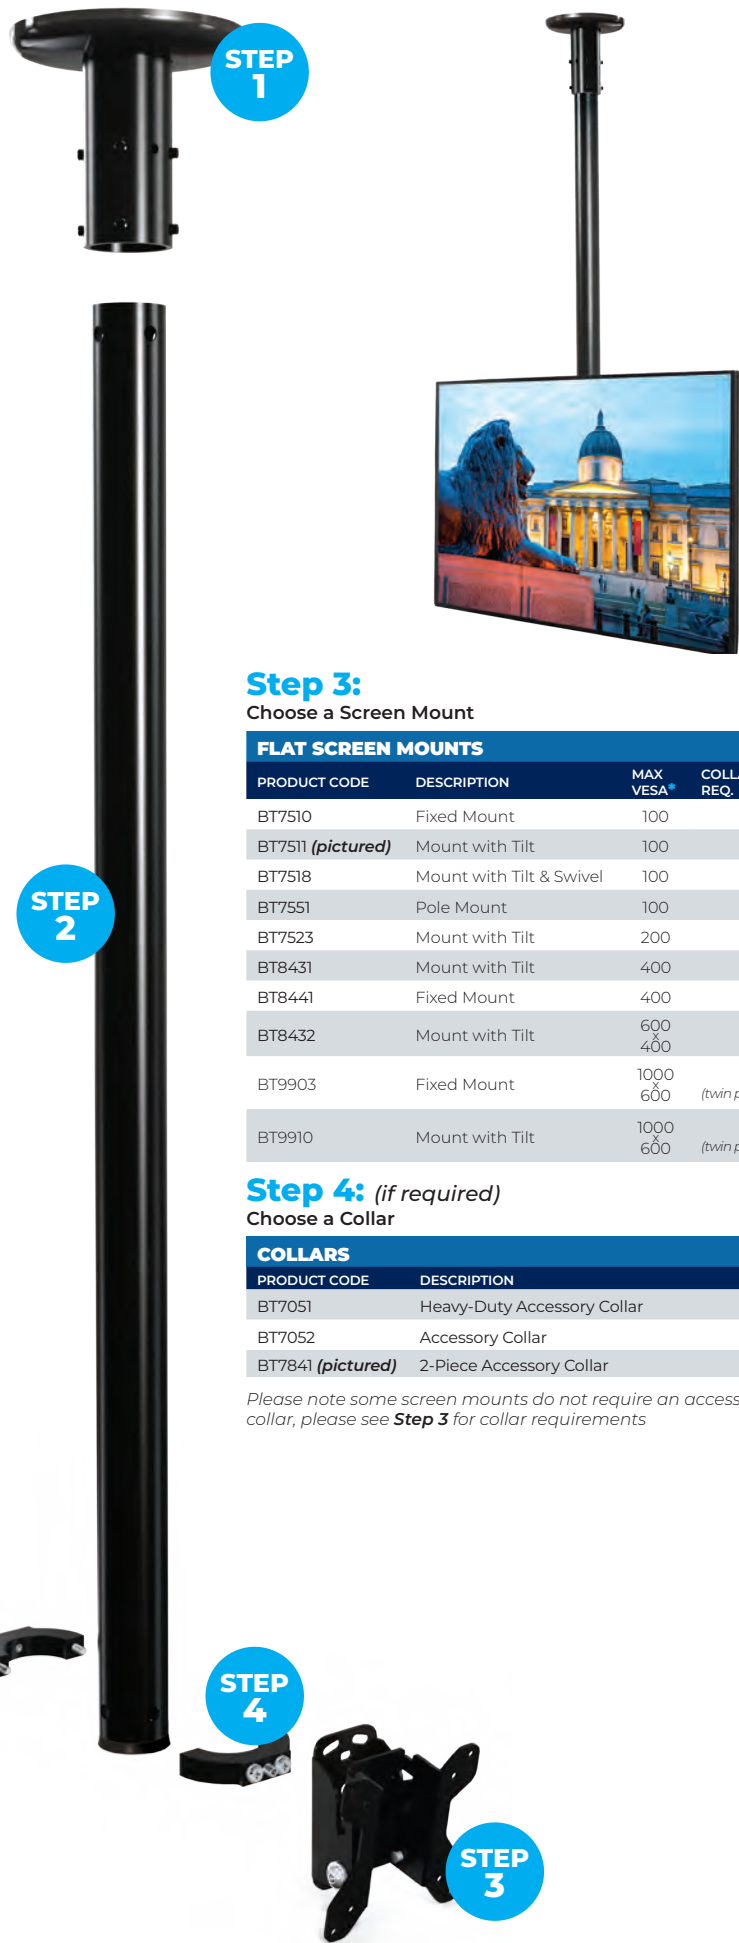 STEP
1
Step 3:
Choose a Screen Mount
FLAT SCREEN MOUNTS
PRODUCT CODE DESCRIPTION MAX VESA* REQ.
BT7510 Fixed Mount 100
BT7511 (pictured) Mount with Tilt 100
BT7518 Mount with Tilt & Swivel 100
STEP
2
BT7551 Pole Mount 100
BT7523 Mount with Tilt 200
BT8431 Mount with Tilt 400
BT8441 Fixed Mount 400
BT8432 Mount with Tilt 600 x 400
BT9903 Fixed Mount 1000 x 600 (twin
BT9910 Mount with Tilt 1000 x 600 (twin
Step 4: (if required)
Choose a Collar
COLLARS
PRODUCT CODE DESCRIPTION
BT7051 Heavy-Duty Accessory Collar
BT7052 Accessory Collar
BT7841 (pictured) 2-Piece Accessory Collar
Please note some screen mounts do not require an
collar, please see Step 3 for collar requirements
STEP
4
STEP
3